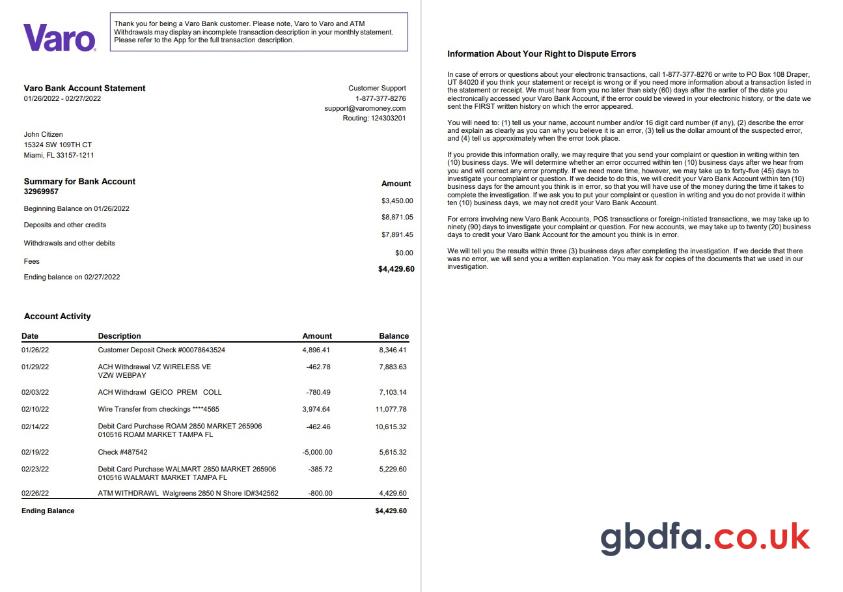 Varo
Thank you for being a Varo Bank customer. Please note, Varo to Varo and ATM
Withdrawals may display an incomplete transaction description in your monthly statement.
Please refer to the App for the full transaction description.
Varo Bank Account Statement
01/26/2022 - 02/27/2022
Customer Support
1-877-377-8276
support@varomoney.com
Routing: 124303201
John Citizen
15324 SW 109TH CT
Miami, FL 33157-1211
Summary for Bank Account
32969957
Amount
Beginning Balance on 01/26/2022 $3,450.00
Deposits and other credits $8,871.05
Withdrawals and other debits $7,891.45
Fees $0.00
Ending balance on 02/27/2022 $4,429.60
Account Activity
Date Description Amount Balance
01/26/22 Customer Deposit Check #00078643524 4,896.41 8,346.41
01/29/22 ACH Withdrawal VZ WIRELESS VE -462.78 7,883.63
VZW WEBPAY
02/03/22 ACH Withdrawl GEICO PREM COLL -780.49 7,103.14
02/10/22 Wire Transfer from checkings ****4565 3,974.64 11,077.78
02/14/22 Debit Card Purchase ROAM 2850 MARKET 265906 -462.46 10,615.32
010516 ROAM MARKET TAMPA FL
02/19/22 Check #487542 -5,000.00 5,615.32
02/23/22 Debit Card Purchase WALMART 2850 MARKET 265906 -385.72 5,229.60
010516 WALMART MARKET TAMPA FL
02/26/22 ATM WITHDRAWL Walgreens 2850 N Shore ID#342562 -800.00 4,429.60
Ending Balance $4,429.60
Information About Your Right to Dispute Errors
In case of errors or questions about your electronic transactions, call 1-877-377-8276 or write to PO Box 108 Draper,
UT 84020 if you think your statement or receipt is wrong or if you need more information about a transaction listed
in the statement or receipt. We must hear from you no later than sixty (60) days after the earlier of the date you
electronically accessed your Varo Bank Account, if the error could be viewed in your electronic history, or the date we
sent the FIRST written history on which the error appeared.
You will need to: (1) tell us your name, account number and/or 16 digit card number (if any), (2) describe the error
and explain as clearly as you can why you believe it is an error, (3) tell us the dollar amount of the suspected error,
and (4) tell us approximately when the error took place.
If you provide this information orally, we may require that you send your complaint or question in writing within ten
(10) business days. We will determine whether an error occurred within ten (10) business days after we hear from
you and will correct any error promptly. If we need more time, however, we may take up to forty-five (45) days to
investigate your complaint or question. If we decide to do this, we will credit your Varo Bank Account within ten (10)
business days for the amount you think is in error, so that you will have use of the money during the time it takes to
complete the investigation. If we ask you to put your complaint or question in writing and you do not provide it within
ten (10) business days, we may not credit your Varo Bank Account.
For errors involving new Varo Bank Accounts, POS transactions or foreign-initiated transactions, we may take up to
ninety (90) days to investigate your complaint or question. For new accounts, we may take up to twenty (20) business
days to credit your Varo Bank Account for the amount you think is in error.
We will tell you the results within three (3) business days after completing the investigation. If we decide that there
was no error, we will send you a written explanation. You may ask for copies of the documents that we used in our
investigation.
gbdfa.co.uk